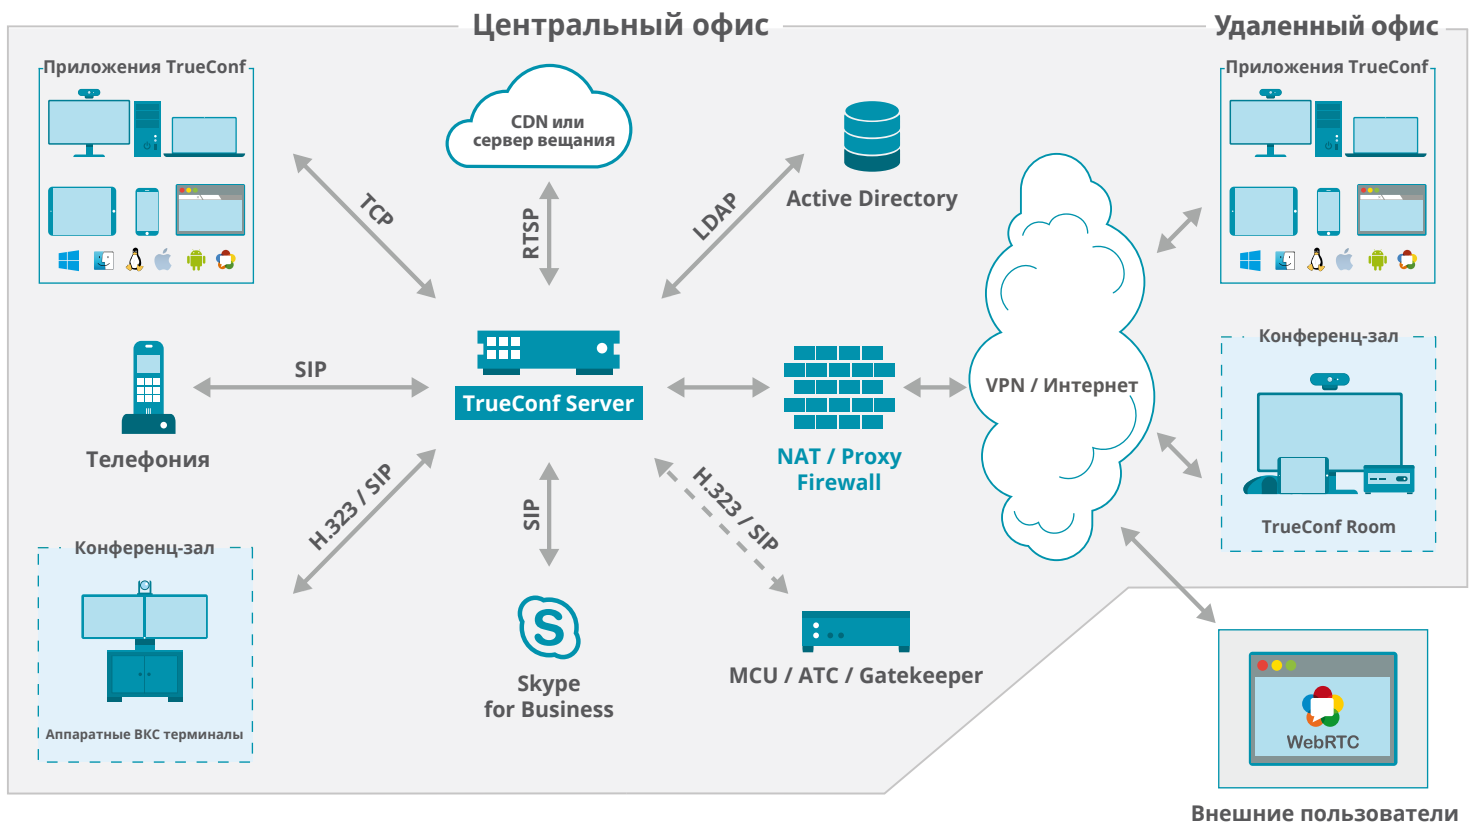 Центральный офис
Удаленный офис
Приложения TrueConf
CDN или
сервер вещания
Active Directory
Приложения TrueConf
TCP
RTSP
LDAP
TrueConf Server
SIP
Телефония
NAT / Proxy
Firewall
VPN / Интернет
Конференц-зал
TrueConf Room
H.323 / SIP
SIP
H.323 / SIP
Конференц-зал
Аппаратные ВКС терминалы
S
Skype
for Business
MCU / ATC / Gatekeeper
WebRTC
Внешние пользователи